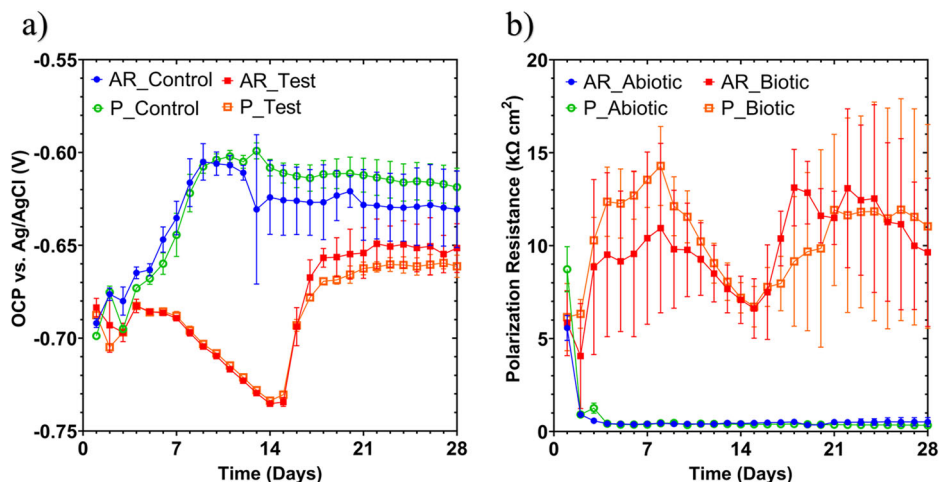 a)
-0.55
-0.60
-0.65
-0.70
-0.75
OCP vs. Ag/AgCl (V)
AR_Control
AR_Test
P_Control
P_Test
0
7
14
21
28
Time (Days)
b)
20
15
10
5
0
Polarization Resistance (kΩ cm²)
AR_Abiotic
AR_Biotic
P_Abiotic
P_Biotic
0
7
14
21
28
Time (Days)